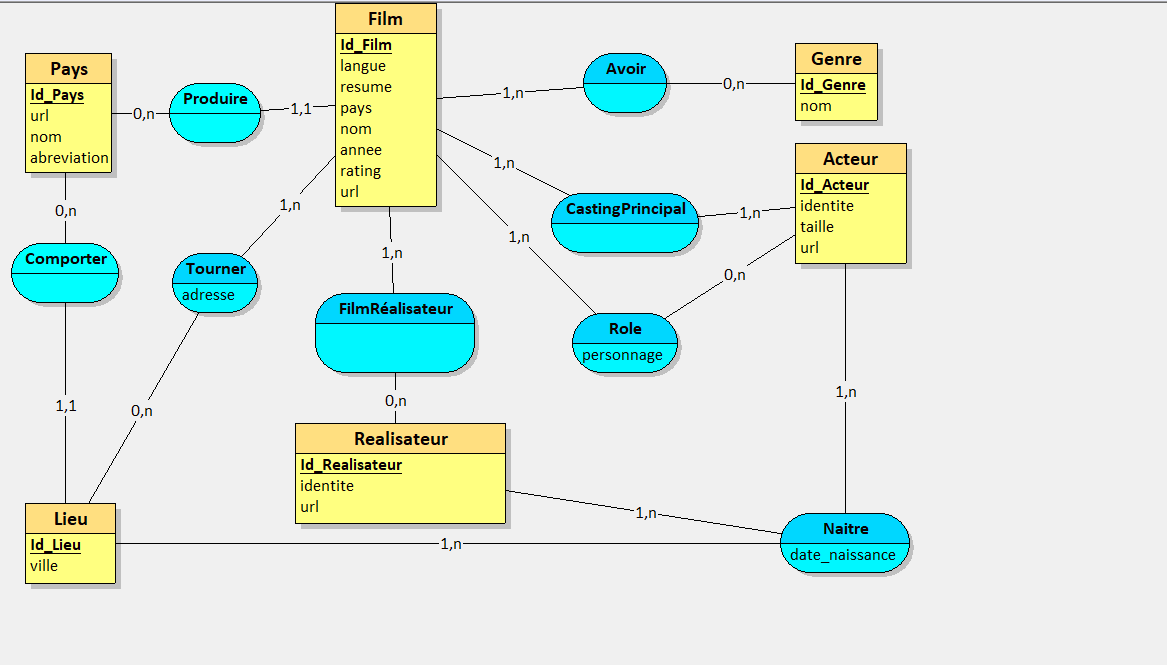 Film
Id_Film
langue
resume
pays
nom
annee
rating
url
Pays
Id_Pays
url
nom
abreviation
0,n
Produire
1,1
1,n
Avoir
0,n
Genre
Id_Genre
nom
1,n
CastingPrincipal
1,n
Acteur
Id_Acteur
identite
taille
url
0,n
Comporter
1,1
1,n
Tourner
adresse
0,n
1,n
FilmRéalisateur
0,n
1,n
Role
personnage
0,n
1,n
Realisateur
Id_Realisateur
identite
url
1,n
Naitre
date_naissance
Lieu
Id_Lieu
ville
1,n